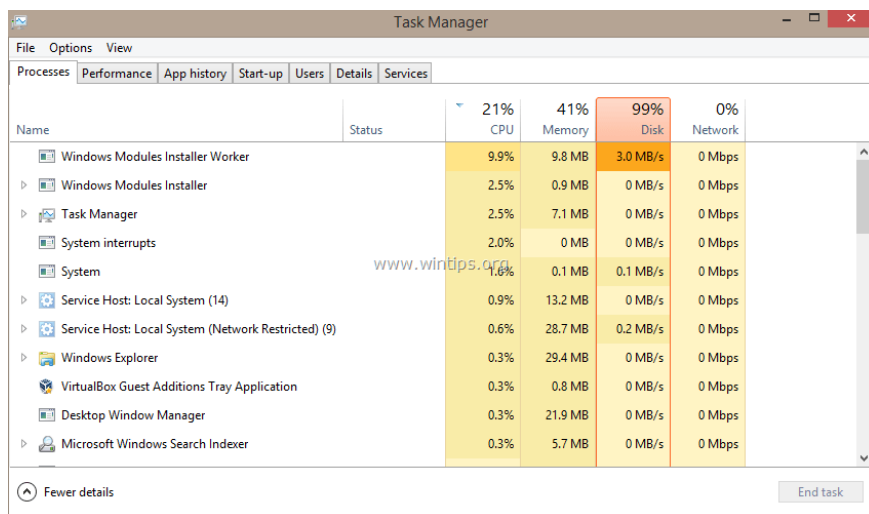 Task Manager
File Options View
Processes Performance App history Start-up Users Details Services
21% 41% 99% 0%
Name Status CPU Memory Disk Network
Windows Modules Installer Worker 9.9% 9.8 MB 3.0 MB/s 0 Mbps
Windows Modules Installer 2.5% 0.9 MB 0 MB/s 0 Mbps
Task Manager 2.5% 7.1 MB 0 MB/s 0 Mbps
System interrupts 2.0% 0 MB 0 MB/s 0 Mbps
www.wintips.org
System 1.6% 0.1 MB 0.1 MB/s 0 Mbps
Service Host: Local System (14) 0.9% 13.2 MB 0 MB/s 0 Mbps
Service Host: Local System (Network Restricted) (9) 0.6% 28.7 MB 0.2 MB/s 0 Mbps
Windows Explorer 0.3% 29.4 MB 0 MB/s 0 Mbps
VirtualBox Guest Additions Tray Application 0.3% 0.8 MB 0 MB/s 0 Mbps
Desktop Window Manager 0.3% 21.9 MB 0 MB/s 0 Mbps
Microsoft Windows Search Indexer 0.3% 5.7 MB 0 MB/s 0 Mbps
Fewer details End task